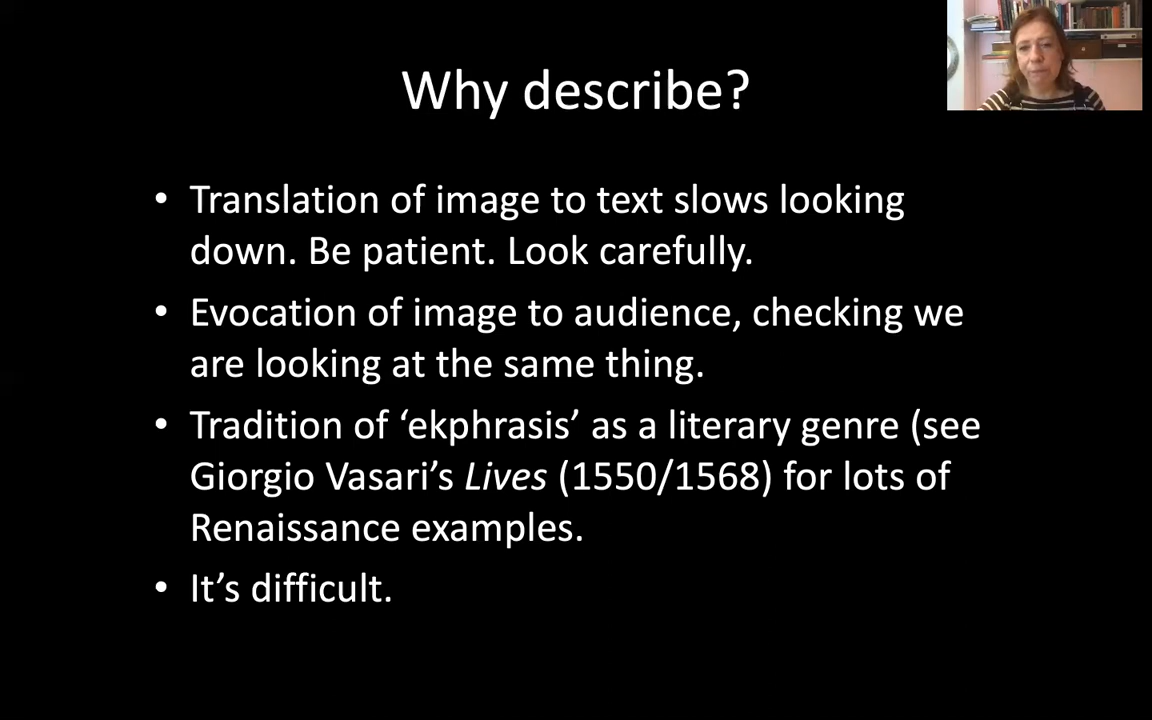 Why describe?
• Translation of image to text slows looking
down. Be patient. Look carefully.
• Evocation of image to audience, checking we
are looking at the same thing.
• Tradition of ‘ekphrasis’ as a literary genre (see
Giorgio Vasari’s Lives (1550/1568) for lots of
Renaissance examples.
• It’s difficult.